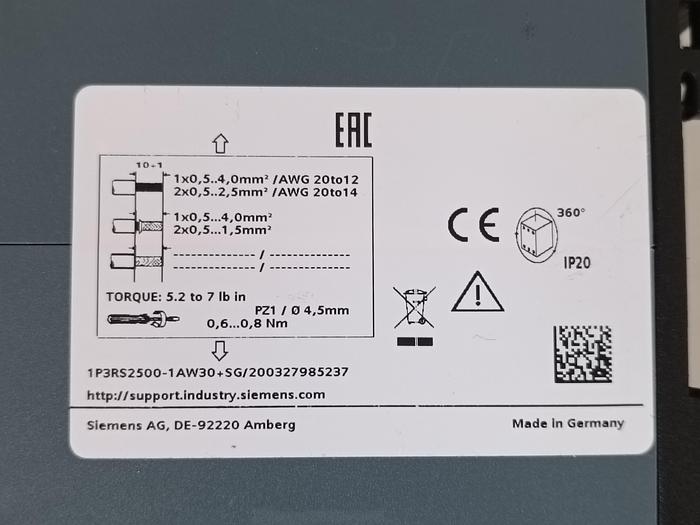 EAC
10-1
1x0,5..4,0mm² /AWG 20to12
2x0,5..2,5mm² /AWG 20to14
1x0,5..4,0mm²
2x0,5..1,5mm²
--------------- / ---------------
--------------- / ---------------
TORQUE: 5.2 to 7 lb in
PZ1 / Ø 4,5mm
0,6...0,8 Nm
CE
360°
IP20
1P3RS2500-1AW30+SG/200327985237
http://support.industry.siemens.com
Siemens AG, DE-92220 Amberg
Made in Germany